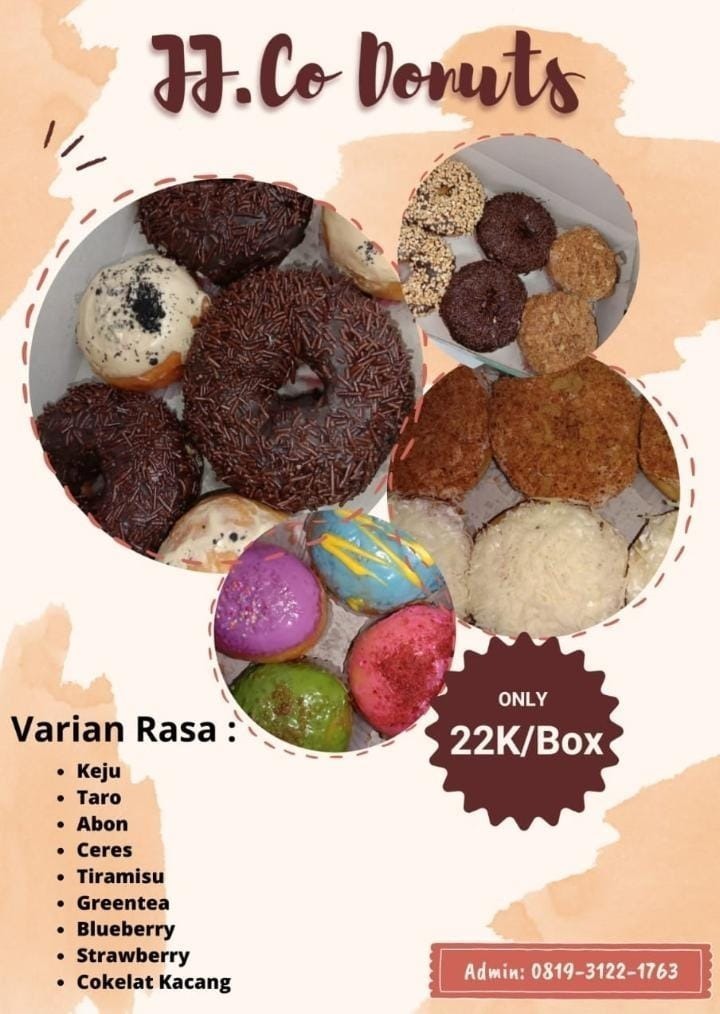 JJ.Co Donuts
ONLY
22K/Box
Varian Rasa :
• Keju
• Taro
• Abon
• Ceres
• Tiramisu
• Greentea
• Blueberry
• Strawberry
• Cokelat Kacang
Admin: 0819-3122-1763